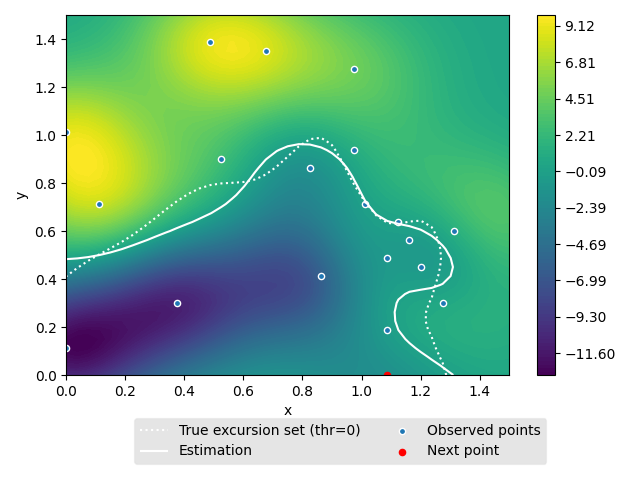 1.4
1.2
1.0
0.8
0.6
0.4
0.2
0.0
y
0.0 0.2 0.4 0.6 0.8 1.0 1.2 1.4
x
9.12
6.81
4.51
2.21
−0.09
−2.39
−4.69
−6.99
−9.30
−11.60
True excursion set (thr=0)
Estimation
Observed points
Next point